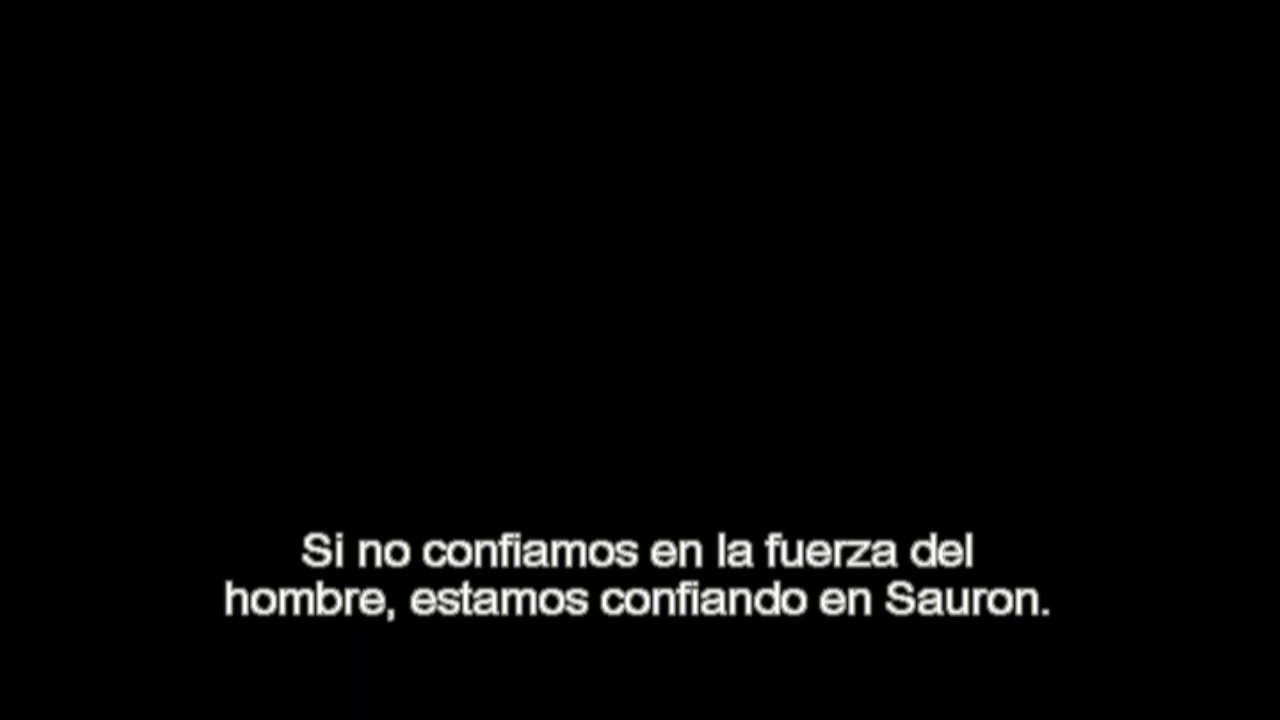 Si no confiamos en la fuerza del
hombre, estamos confiando en Sauron.